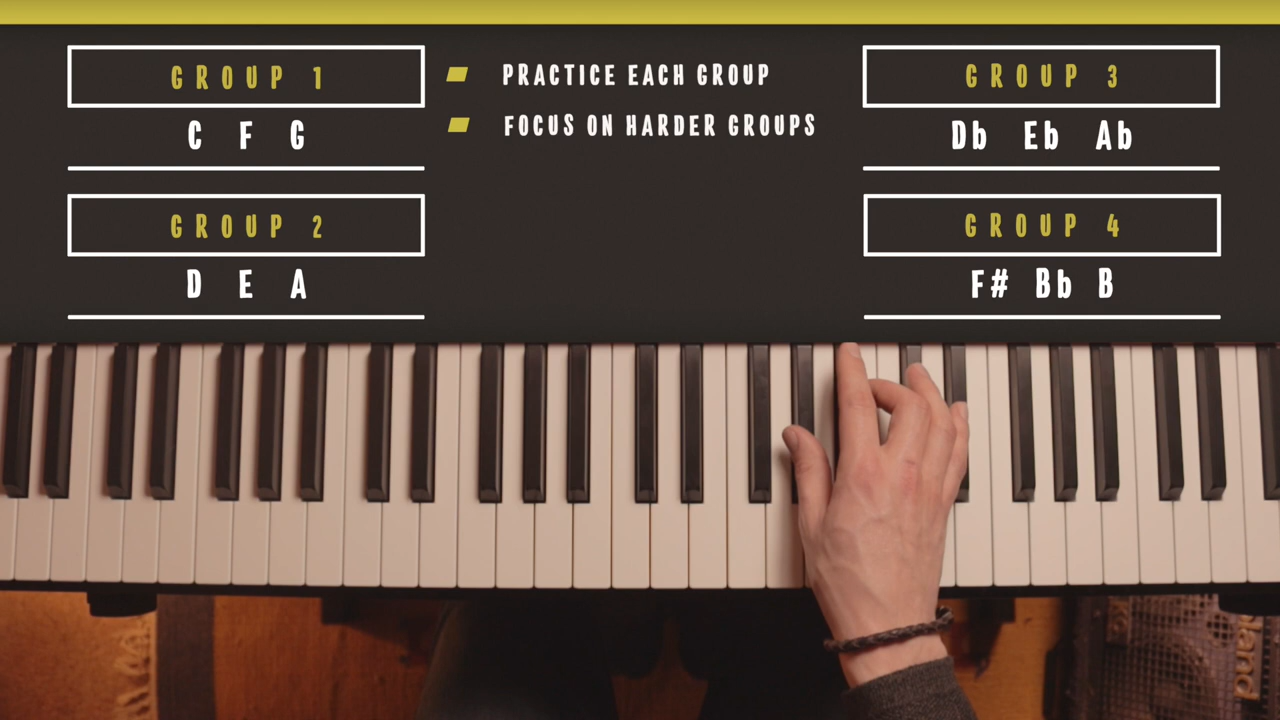 GROUP 1
C F G
GROUP 2
D E A
PRACTICE EACH GROUP
FOCUS ON HARDER GROUPS
GROUP 3
Db Eb Ab
GROUP 4
F# Bb B